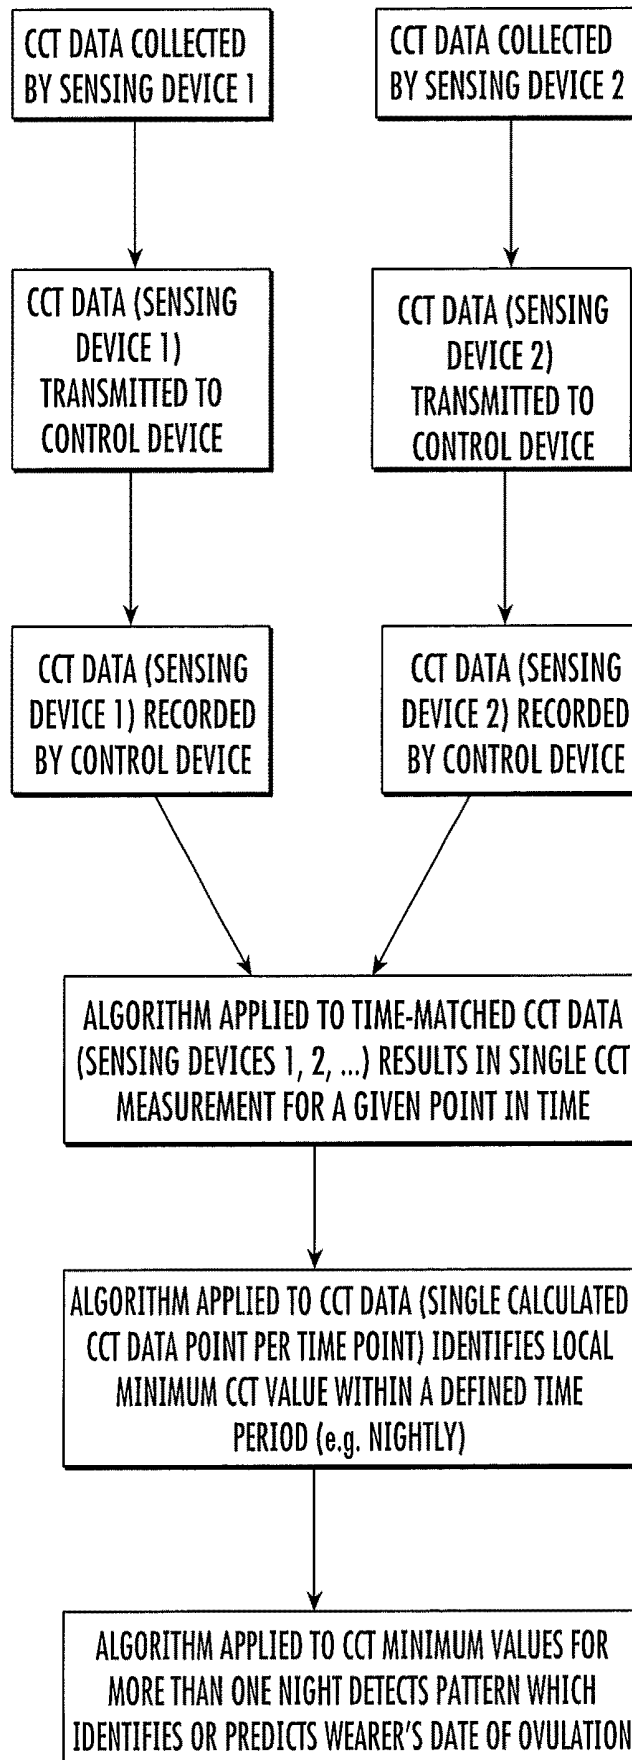 CCT DATA COLLECTED
BY SENSING DEVICE 1
CCT DATA COLLECTED
BY SENSING DEVICE 2
CCT DATA (SENSING
DEVICE 1)
TRANSMITTED TO
CONTROL DEVICE
CCT DATA (SENSING
DEVICE 2)
TRANSMITTED TO
CONTROL DEVICE
CCT DATA (SENSING
DEVICE 1) RECORDED
BY CONTROL DEVICE
CCT DATA (SENSING
DEVICE 2) RECORDED
BY CONTROL DEVICE
ALGORITHM APPLIED TO TIME-MATCHED CCT DATA
(SENSING DEVICES 1, 2, ...) RESULTS IN SINGLE CCT
MEASUREMENT FOR A GIVEN POINT IN TIME
ALGORITHM APPLIED TO CCT DATA (SINGLE CALCULATED
CCT DATA POINT PER TIME POINT) IDENTIFIES LOCAL
MINIMUM CCT VALUE WITHIN A DEFINED TIME
PERIOD (e.g. NIGHTLY)
ALGORITHM APPLIED TO CCT MINIMUM VALUES FOR
MORE THAN ONE NIGHT DETECTS PATTERN WHICH
IDENTIFIES OR PREDICTS WEARER'S DATE OF OVULATION